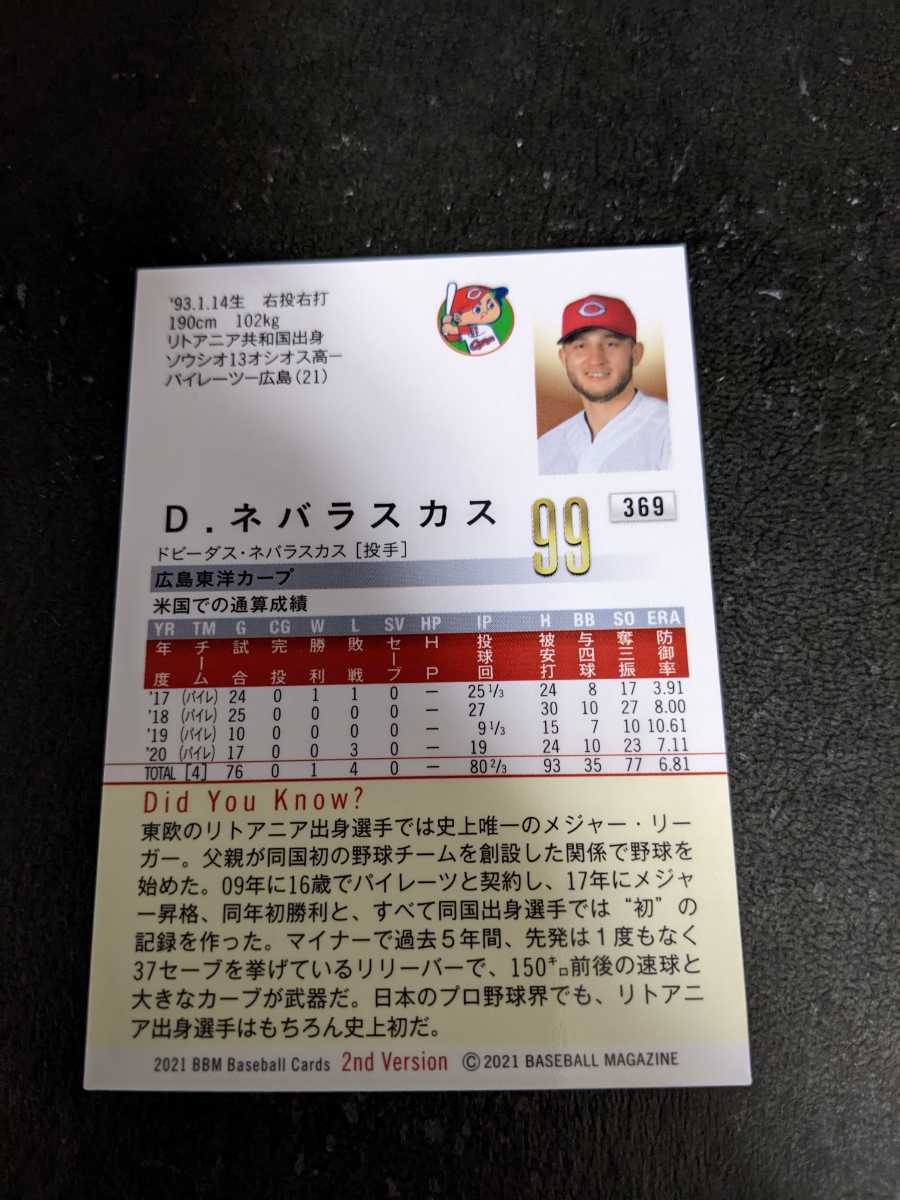 '93.1.14生 右投右打
190cm 102kg
リトアニア共和国出身
ソウシオ13オシオス高ー
パイレーツー広島(21)
D.ネバラスカス
99
369
ドビーダス・ネバラスカス[投手]
広島東洋カープ
米国での通算成績
YR TM G CG W L SV HP IP H BB SO ERA
年度 チーム 試合 完投 勝利 敗戦 セーブ HP 投球回 被安打 与四球 奪三振 防御率
'17 (パイレ) 24 0 1 1 0 － 25 1/3 24 8 17 3.91
'18 (パイレ) 25 0 0 0 0 － 27 30 10 27 8.00
'19 (パイレ) 10 0 0 0 0 － 9 1/3 15 7 10 10.61
'20 (パイレ) 17 0 0 3 0 － 19 24 10 23 7.11
TOTAL [4] 76 0 1 4 0 － 80 2/3 93 35 77 6.81
Did You Know?
東欧のリトアニア出身選手では史上唯一のメジャー・リー
ガー。父親が同国初の野球チームを創設した関係で野球を
始めた。09年に16歳でパイレーツと契約し、17年にメジャ
ー昇格、同年初勝利と、すべて同国出身選手では“初”の
記録を作った。マイナーで過去5年間、先発は1度もなく
37セーブを挙げているリリーバーで、150㌔前後の速球と
大きなカーブが武器だ。日本のプロ野球界でも、リトアニ
ア出身選手はもちろん史上初だ。
2021 BBM Baseball Cards 2nd Version ©2021 BASEBALL MAGAZINE